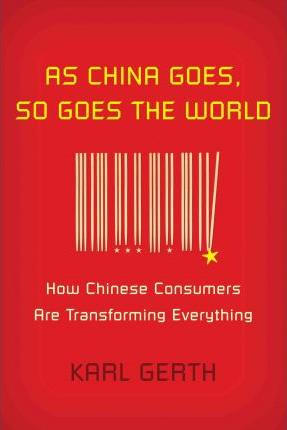 AS CHINA GOES,
SO GOES THE WORLD
How Chinese Consumers
Are Transforming Everything
KARL GERTH